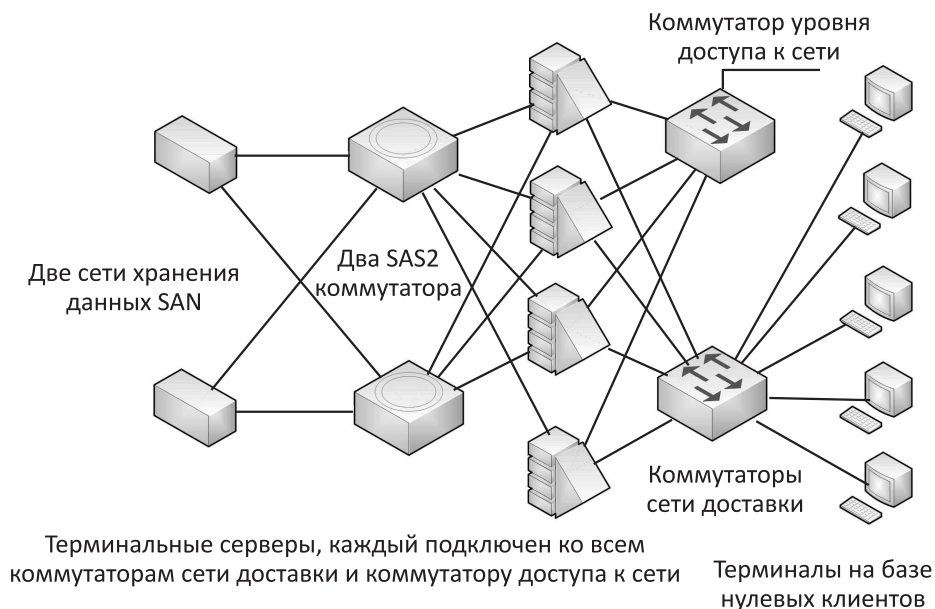 Коммутатор уровня
доступа к сети
Две сети хранения
данных SAN
Два SAS2
коммутатора
Коммутаторы
сети доставки
Терминальные серверы, каждый подключен ко всем
коммутаторам сети доставки и коммутатору доступа к сети
Терминалы на базе
нулевых клиентов